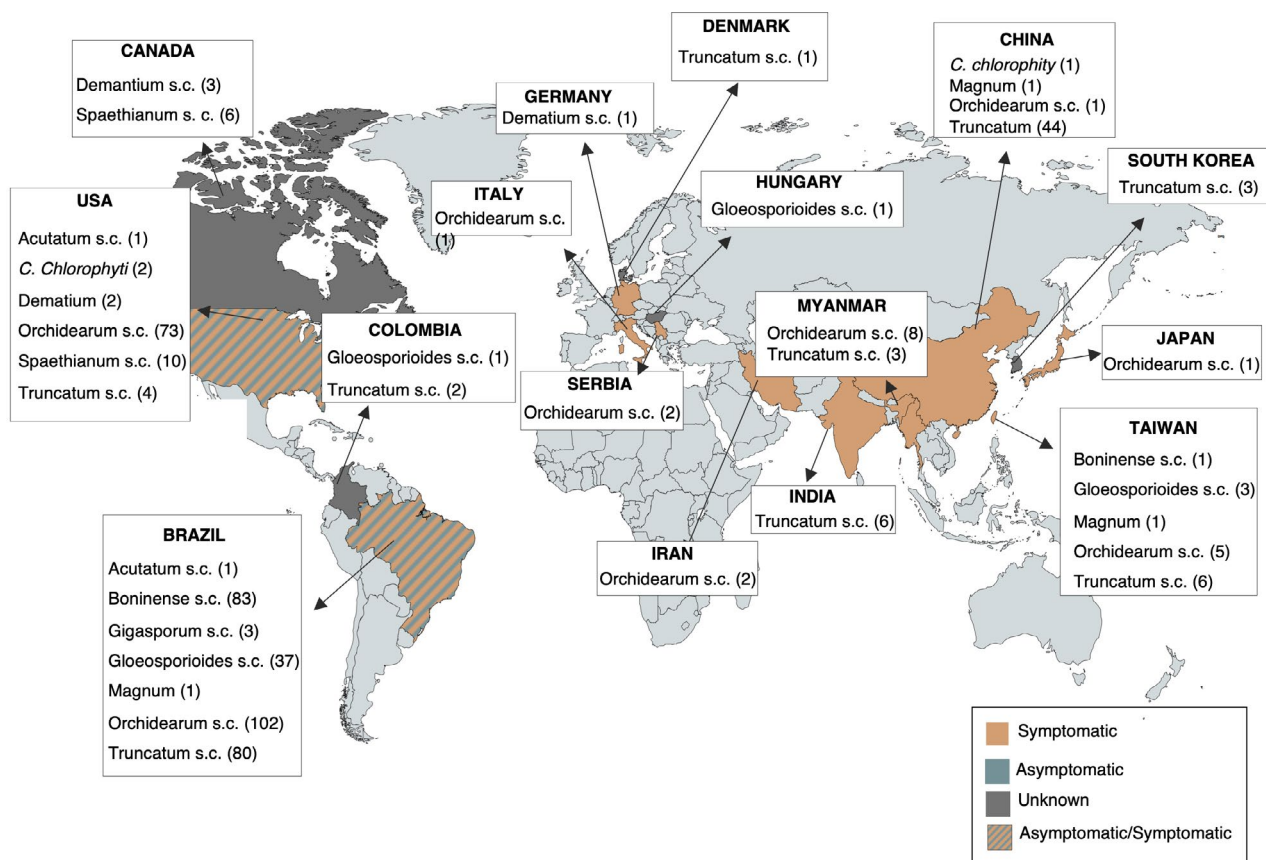 CANADA
Demantium s.c. (3)
Spaethianum s. c. (6)
DENMARK
Truncatum s.c. (1)
GERMANY
Dematium s.c. (1)
CHINA
C. chlorophity (1)
Magnum (1)
Orchidearum s.c. (1)
Truncatum (44)
SOUTH KOREA
Truncatum s.c. (3)
USA
Acutatum s.c. (1)
C. Chlorophyti (2)
Dematium (2)
Orchidearum s.c. (73)
Spaethianum s.c. (10)
Truncatum s.c. (4)
ITALY
Orchidearum s.c.
(1)
HUNGARY
Gloeosporioides s.c. (1)
COLOMBIA
Gloeosporioides s.c. (1)
Truncatum s.c. (2)
MYANMAR
Orchidearum s.c. (8)
Truncatum s.c. (3)
JAPAN
Orchidearum s.c. (1)
SERBIA
Orchidearum s.c. (2)
TAIWAN
Boninense s.c. (1)
Gloeosporioides s.c. (3)
Magnum (1)
Orchidearum s.c. (5)
Truncatum s.c. (6)
INDIA
Truncatum s.c. (6)
IRAN
Orchidearum s.c. (2)
BRAZIL
Acutatum s.c. (1)
Boninense s.c. (83)
Gigasporum s.c. (3)
Gloeosporioides s.c. (37)
Magnum (1)
Orchidearum s.c. (102)
Truncatum s.c. (80)
Symptomatic
Asymptomatic
Unknown
Asymptomatic/Symptomatic